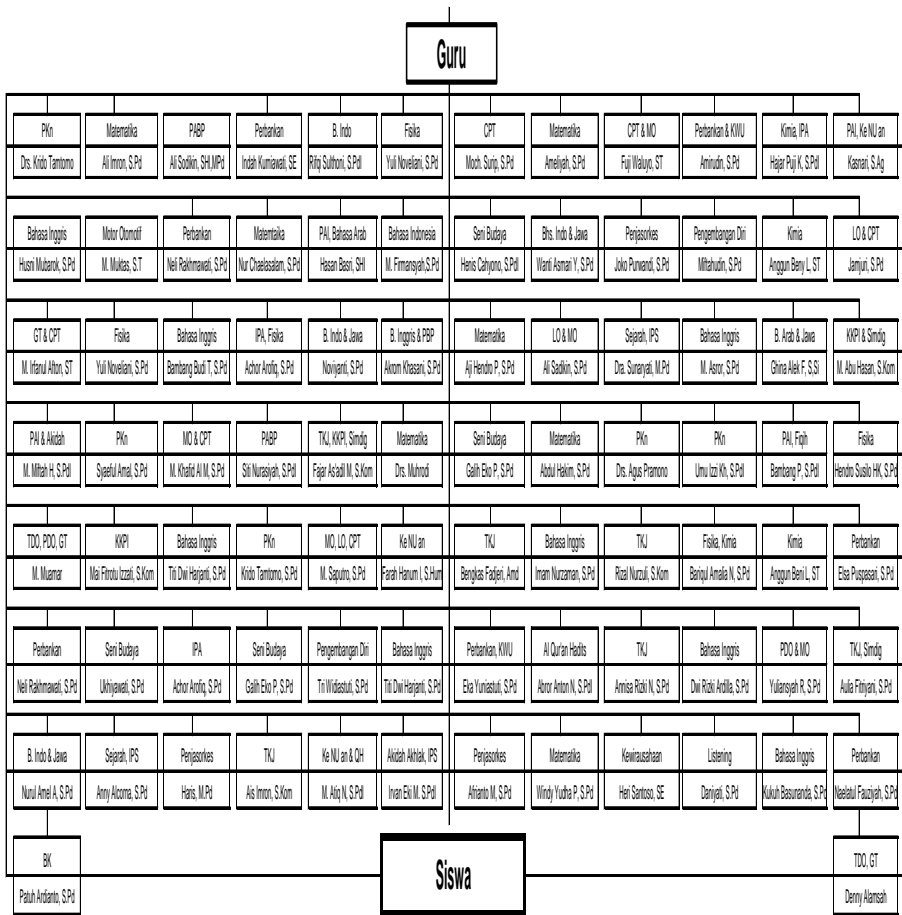 Guru
PKn Matematika PABP Perbankan B. Indo Fisika CPT Matematika CPT & MO Perbankan & KWU Kimia, IPA PAI, Ke NU an
Drs. Krido Tamtomo Ali Imron, S.Pd Ali Sodikin, SHI,MPd Indah Kurniawati, SE Rifqi Sulthoni, S.PdI Yuli Noveliani, S.Pd Moch. Surip, S.Pd Ameliyah, S.Pd Fuji Waluyo, ST Amirudin, S.Pd Hajar Puji K, S.PdI Kasnari, S.Ag
Bahasa Inggris Motor Otomotif Perbankan Matemtaika PAI, Bahasa Arab Bahasa Indonesia Seni Budaya Bhs. Indo & Jawa Penjasorkes Pengembangan Diri Kimia LO & CPT
Husni Mubarok, S.Pd M. Muktas, S.T Neli Rakhmawati, S.Pd Nur Chaelasalam, S.Pd Hasan Basri, SHI M. Firmansyah,S.Pd Henis Cahyono, S.PdI Wanti Asmari Y, S.Pd Joko Purwandi, S.Pd Miftahudin, S.Pd Anggun Beny L, ST Jamjuri, S.Pd
GT & CPT Fisika Bahasa Inggris IPA, Fisika B. Indo & Jawa B. Inggris & PBP Matematika LO & MO Sejarah, IPS Bahasa Inggris B. Arab & Jawa KKPI & Simdig
M. Irfanul Afton, ST Yuli Noveliani, S.Pd Bambang Budi T, S.Pd Achor Arofiq, S.Pd Noviyanti, S.Pd Akrom Khasani, S.Pd Aji Hendro P, S.Pd Ali Sadikin, S.Pd Dra. Sunaryati, M.Pd M. Asror, S.Pd Ghina Alek F, S.Si M. Abu Hasan, S.Kom
PAI & Akidah PKn MO & CPT PABP TKJ, KKPI, Simdig Matematika Seni Budaya Matematika PKn PKn PAI, Fiqih Fisika
M. Miftah H, S.PdI Syaeful Amal, S.Pd M. Khafid Al M, S.Pd Siti Nurasiyah, S.PdI Fajar As'adi M, S.Kom Drs. Muhrodi Galih Eko P, S.Pd Abdul Hakim, S.Pd Drs. Agus Pramono Umu Izzi Kh, S.PdI Bambang P, S.PdI Hendro Susilo HK, S.Pd
TDO, PDO, GT KKPI Bahasa Inggris PKn MO, LO, CPT Ke NU an TKJ Bahasa Inggris TKJ Fisika, Kimia Kimia Perbankan
M. Muamar Mai Fitrotu Izzati, S.Kom Titi Dwi Harjanti, S.Pd Krido Tamtomo, S.Pd M. Saputro, S.Pd Farah Hanum I, S.Hum Bengkas Fadjeri, Amd Imam Nurzaman, S.Pd Rizal Nurzuli, S.Kom Bariqul Amalia N, S.Pd Anggun Beni L, ST Elsa Puspasari, S.Pd
Perbankan Seni Budaya IPA Seni Budaya Pengembangan Diri Bahasa Inggris Perbankan, KWU Al Qur'an Hadits TKJ Bahasa Inggris PDO & MO TKJ, Simdig
Neli Rakhmawati, S.Pd Ukhiyawati, S.Pd Achor Arofiq, S.Pd Galih Eko P, S.Pd Tri Widiastuti, S.Pd Titi Dwi Harjanti, S.Pd Eka Yuniastuti, S.Pd Abror Anton N, S.PdI Annisa Rizki N, S.Pd Dwi Rizki Ardilla, S.Pd Yuliansyah R, S.Pd Aulia Fitriyani, S.Pd
B. Indo & Jawa Sejarah, IPS Penjasorkes TKJ Ke NU an & QH Akidah Akhlak, IPS Penjasorkes Matematika Kewirausahaan Listening Bahasa Inggris Perbankan
Nurul Amel A, S.Pd Anny Alcoma, S.Pd Haris, M.Pd Ais Imron, S.Kom M. Atiq N, S.PdI Irvan Eki M. S.PdI Afrianto M, S.Pd Windy Yudha P, S.Pd Heri Santoso, SE Daniyati, S.Pd Kukuh Basunanda, S.Pd Naelatul Fauziyah, S.Pd
BK TDO, GT
Siswa
Patuh Ardianto, S.Pd Denny Alamsah